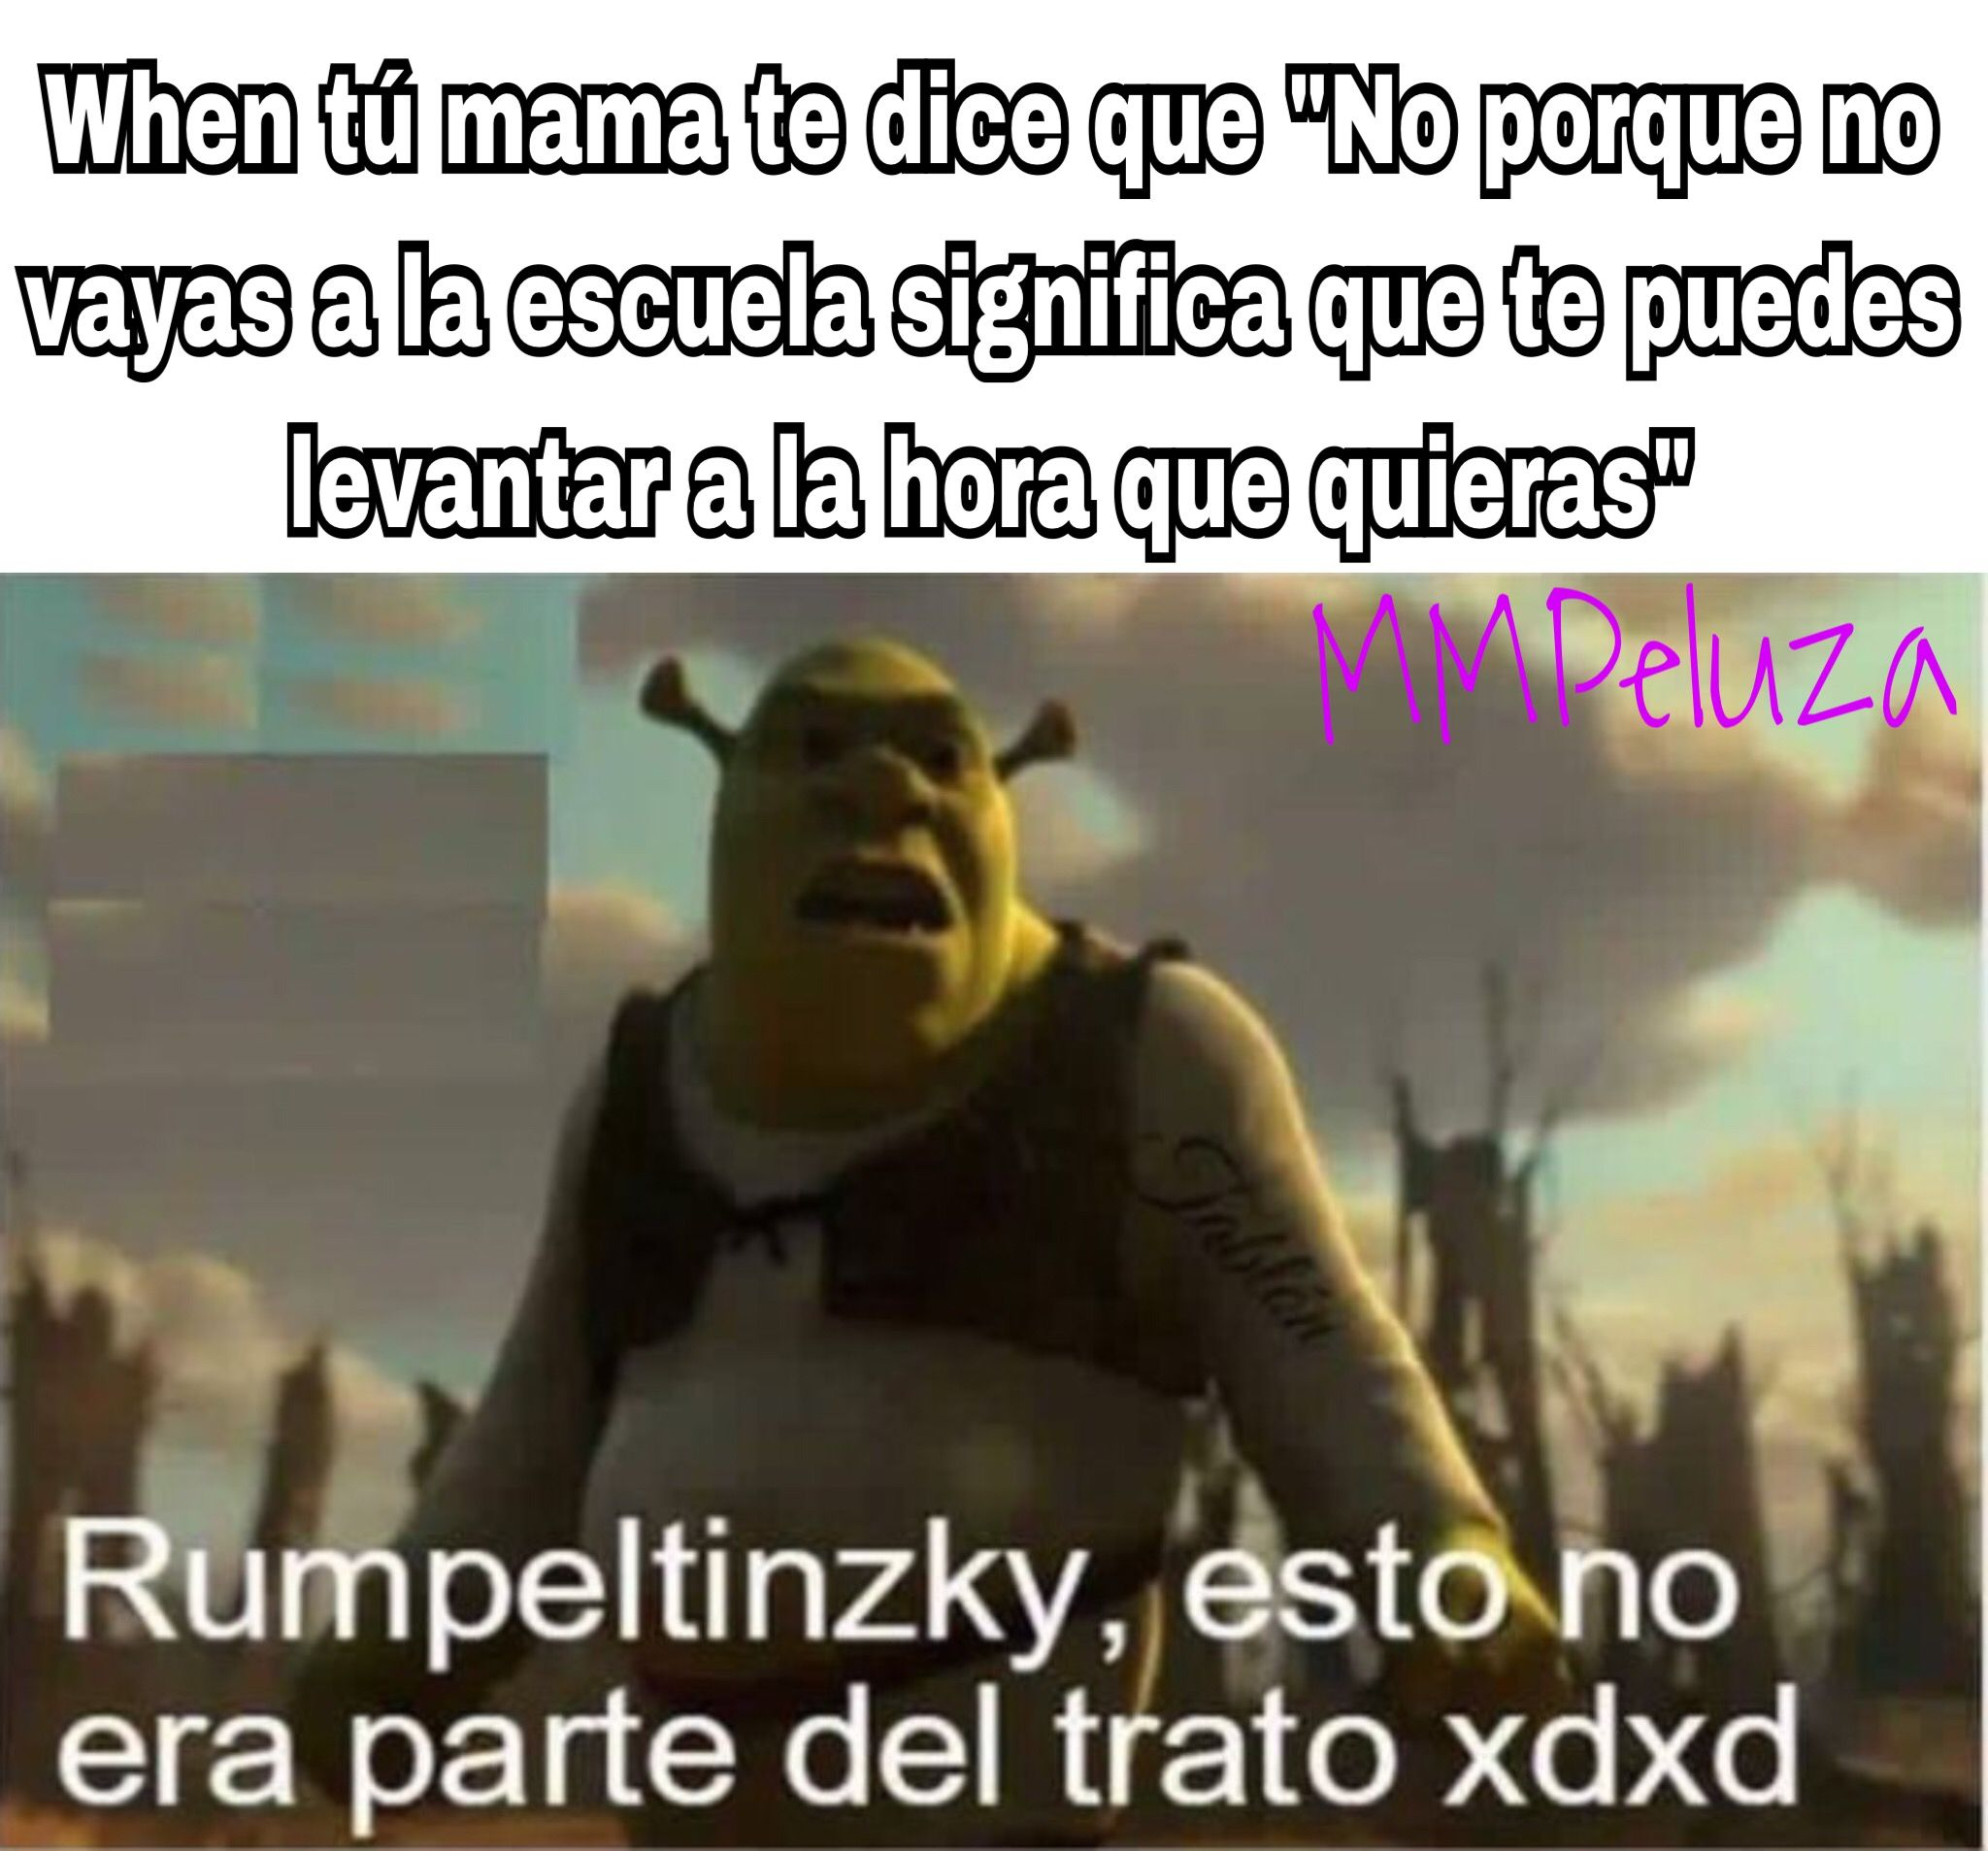 When tú mama te dice que "No porque no
vayas a la escuela significa que te puedes
levantar a la hora que quieras"
MMPeluza
Rumpeltinzky, esto no
era parte del trato xdxd